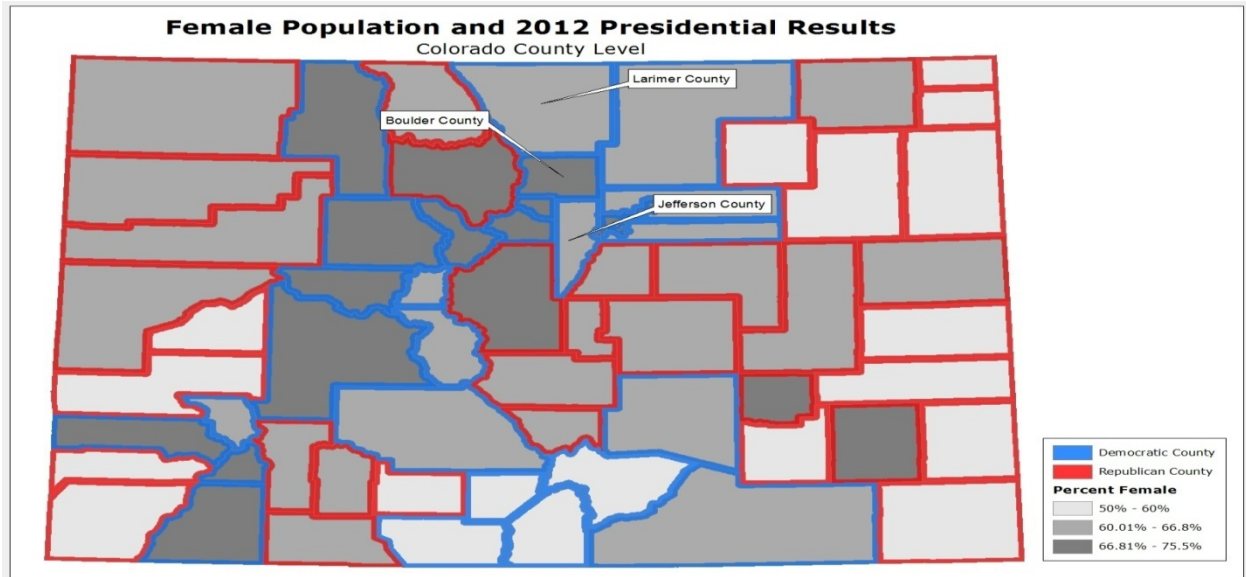 Female Population and 2012 Presidential Results
Colorado County Level
Larimer County
Boulder County
Jefferson County
Democratic County
Republican County
Percent Female
50% - 60%
60.01% - 66.8%
66.81% - 75.5%